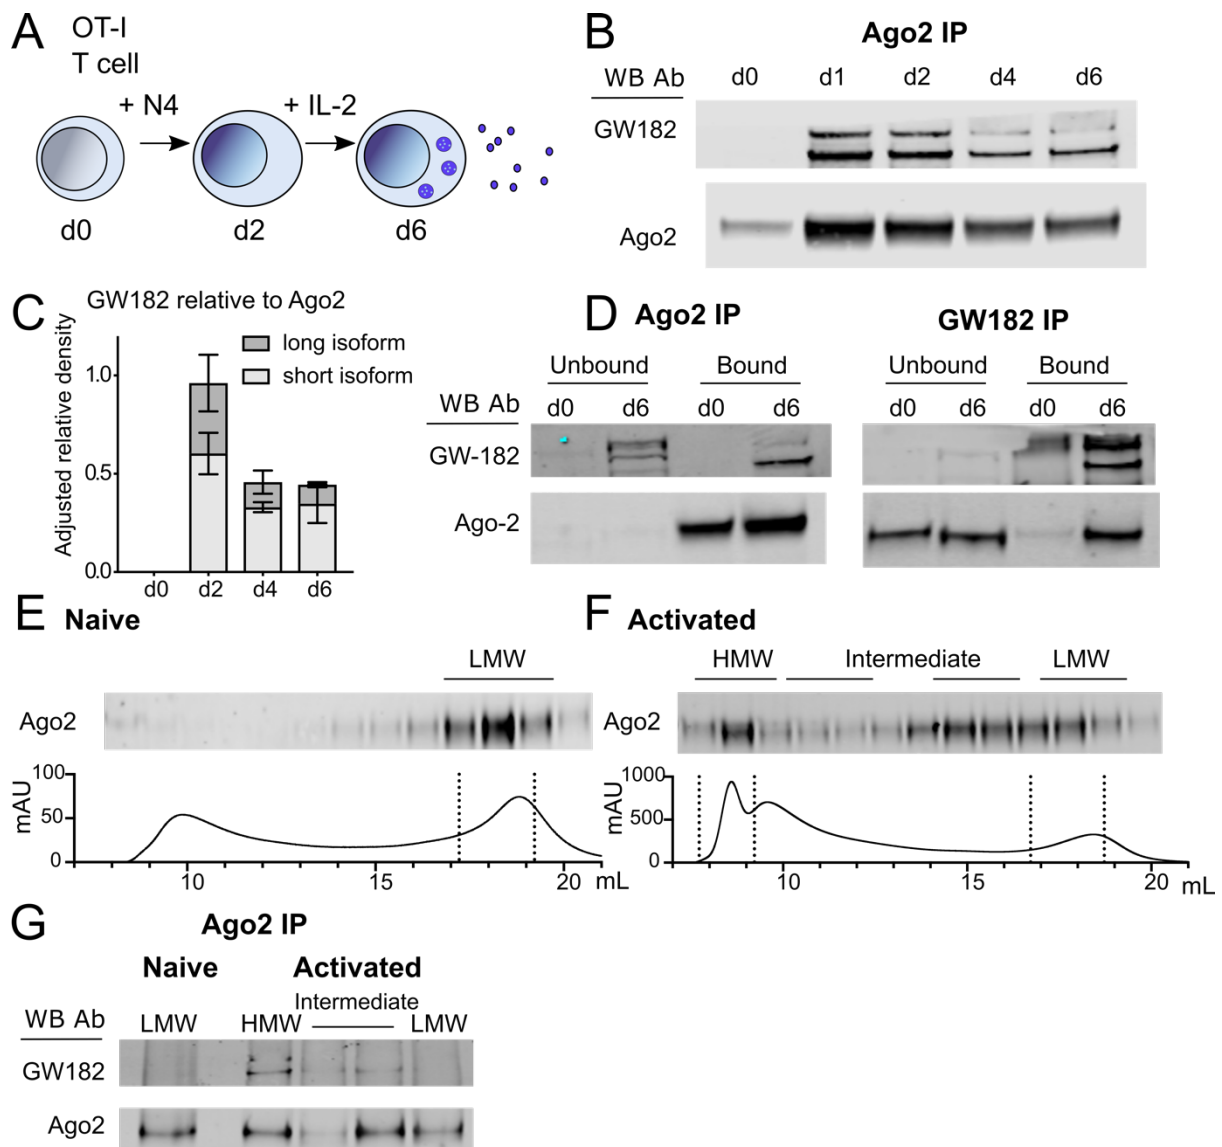 A
OT-I
T cell
+ N4
+ IL-2
d0
d2
d6
B
Ago2 IP
WB Ab
d0
d1
d2
d4
d6
GW182
Ago2
C
GW182 relative to Ago2
Adjusted relative density
1.0
0.5
0.0
long isoform
short isoform
d0
d2
d4
d6
D
Ago2 IP
GW182 IP
Unbound
Bound
Unbound
Bound
WB Ab
d0
d6
d0
d6
d0
d6
d0
d6
GW-182
Ago-2
E
Naive
LMW
Ago2
mAU
100
50
0
10
15
20
mL
F
Activated
HMW
Intermediate
LMW
Ago2
mAU
1000
500
0
10
15
20
mL
G
Ago2 IP
Naive
Activated
Intermediate
WB Ab
LMW
HMW
LMW
GW182
Ago2